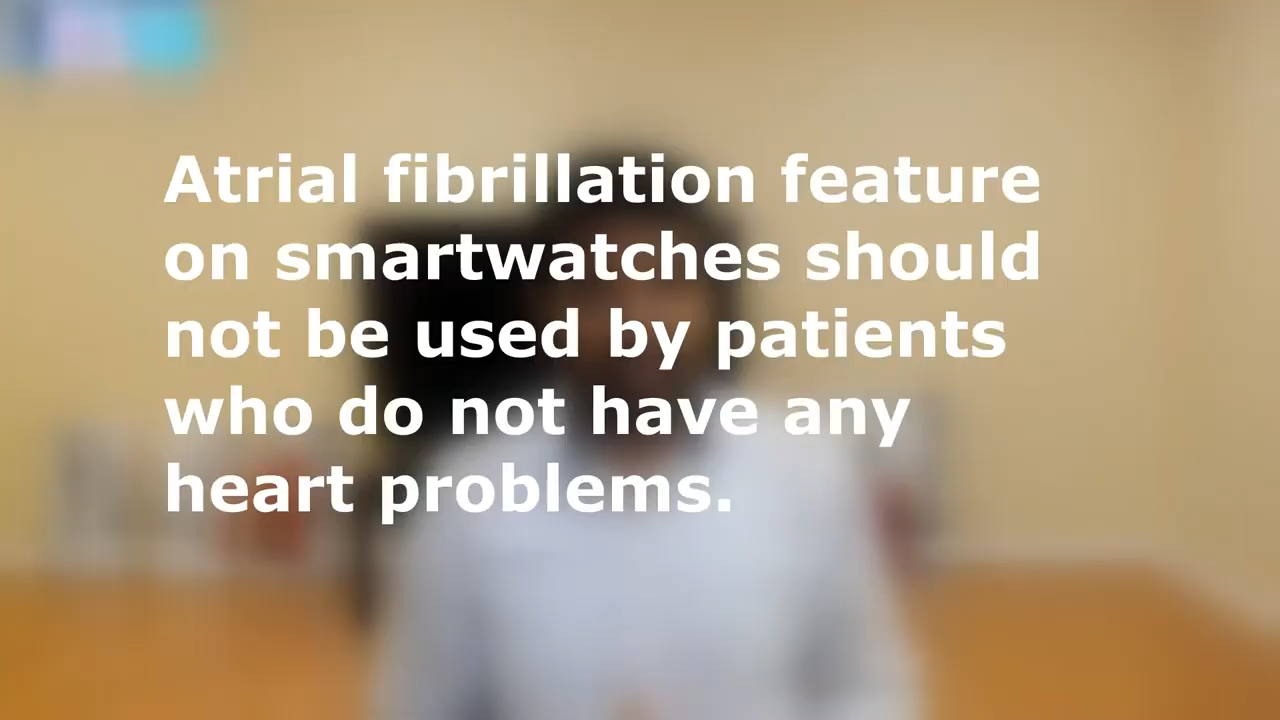 Atrial fibrillation feature
on smartwatches should
not be used by patients
who do not have any
heart problems.